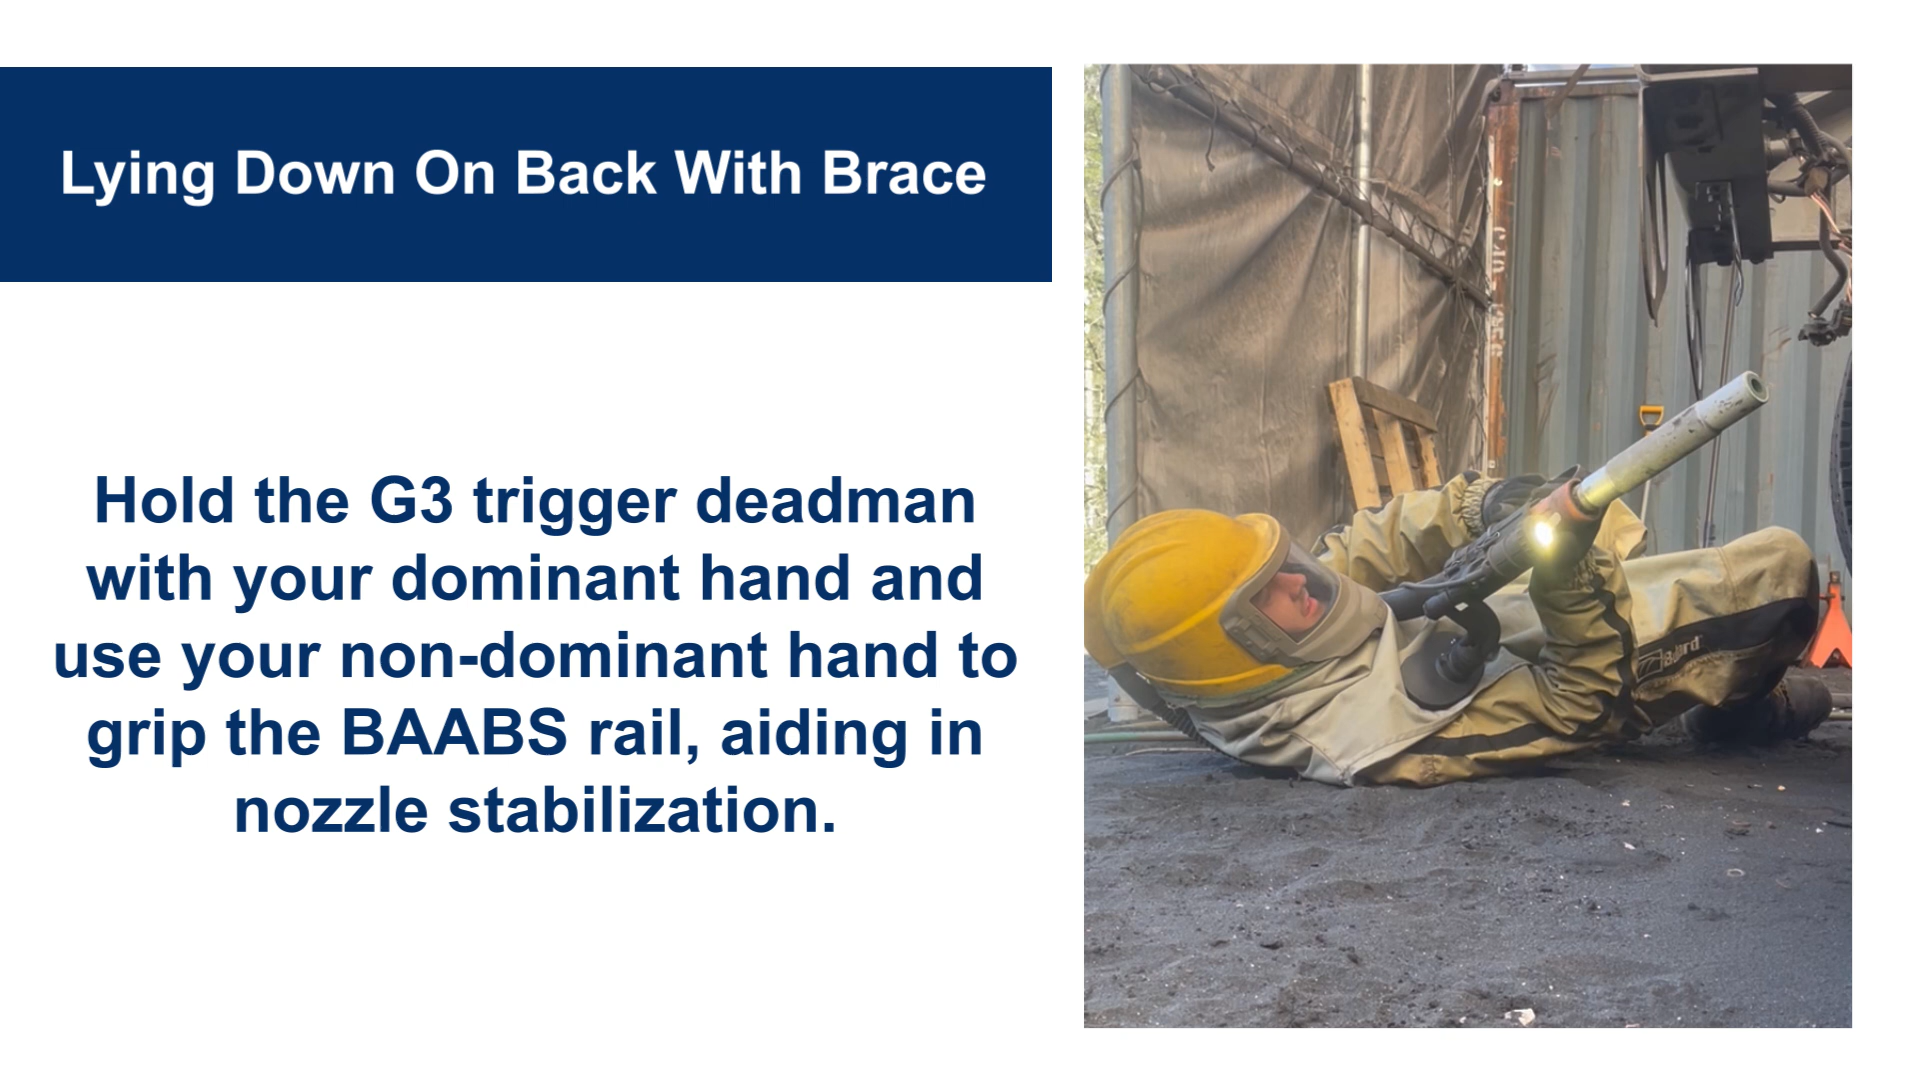 Lying Down On Back With Brace
Hold the G3 trigger deadman
with your dominant hand and
use your non-dominant hand to
grip the BAABS rail, aiding in
nozzle stabilization.